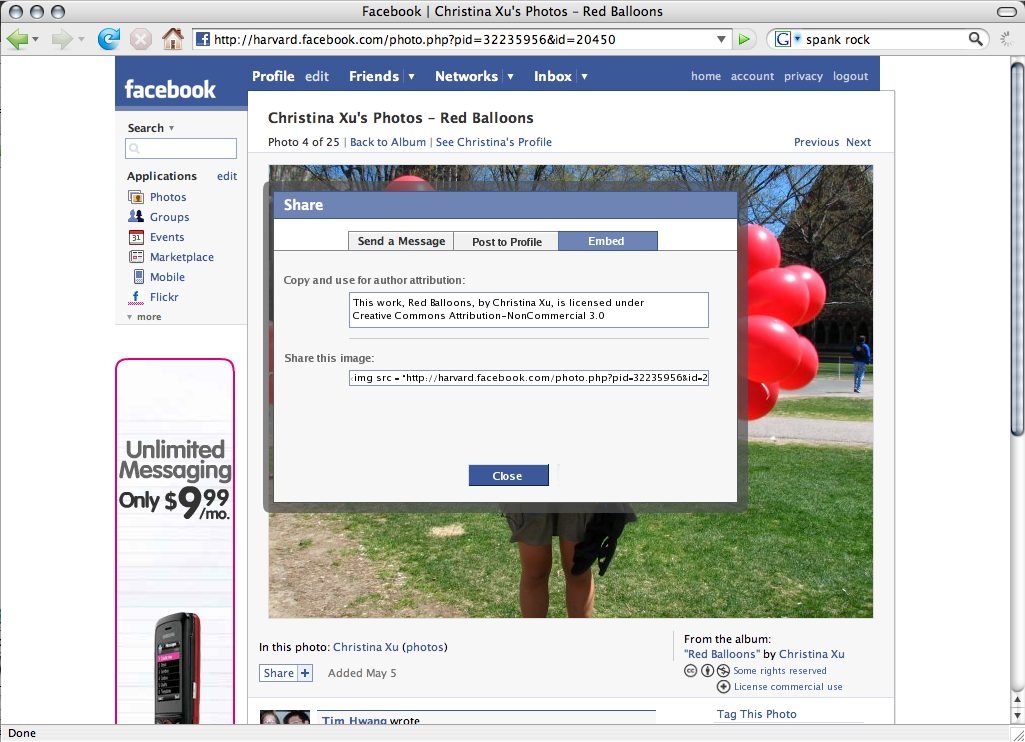 Facebook | Christina Xu's Photos – Red Balloons
http://harvard.facebook.com/photo.php?pid=32235956&id=20450
G
spank rock
facebook
Profile edit Friends Networks Inbox home account privacy logout
Search
Applications edit
Photos
Groups
31 Events
Marketplace
Mobile
Flickr
more
Christina Xu's Photos – Red Balloons
Photo 4 of 25 | Back to Album | See Christina's Profile Previous Next
Share
Send a Message Post to Profile Embed
Copy and use for author attribution:
This work, Red Balloons, by Christina Xu, is licensed under
Creative Commons Attribution-NonCommercial 3.0
Share this image:
img src = "http://harvard.facebook.com/photo.php?pid=32235956&id=2
Close
Unlimited
Messaging
Only $9.99
/mo.
SAMSUNG
Messages
In this photo: Christina Xu (photos)
Share + Added May 5
From the album:
"Red Balloons" by Christina Xu
cc Some rights reserved
License commercial use
Tim Hwang wrote
Tag This Photo
Done